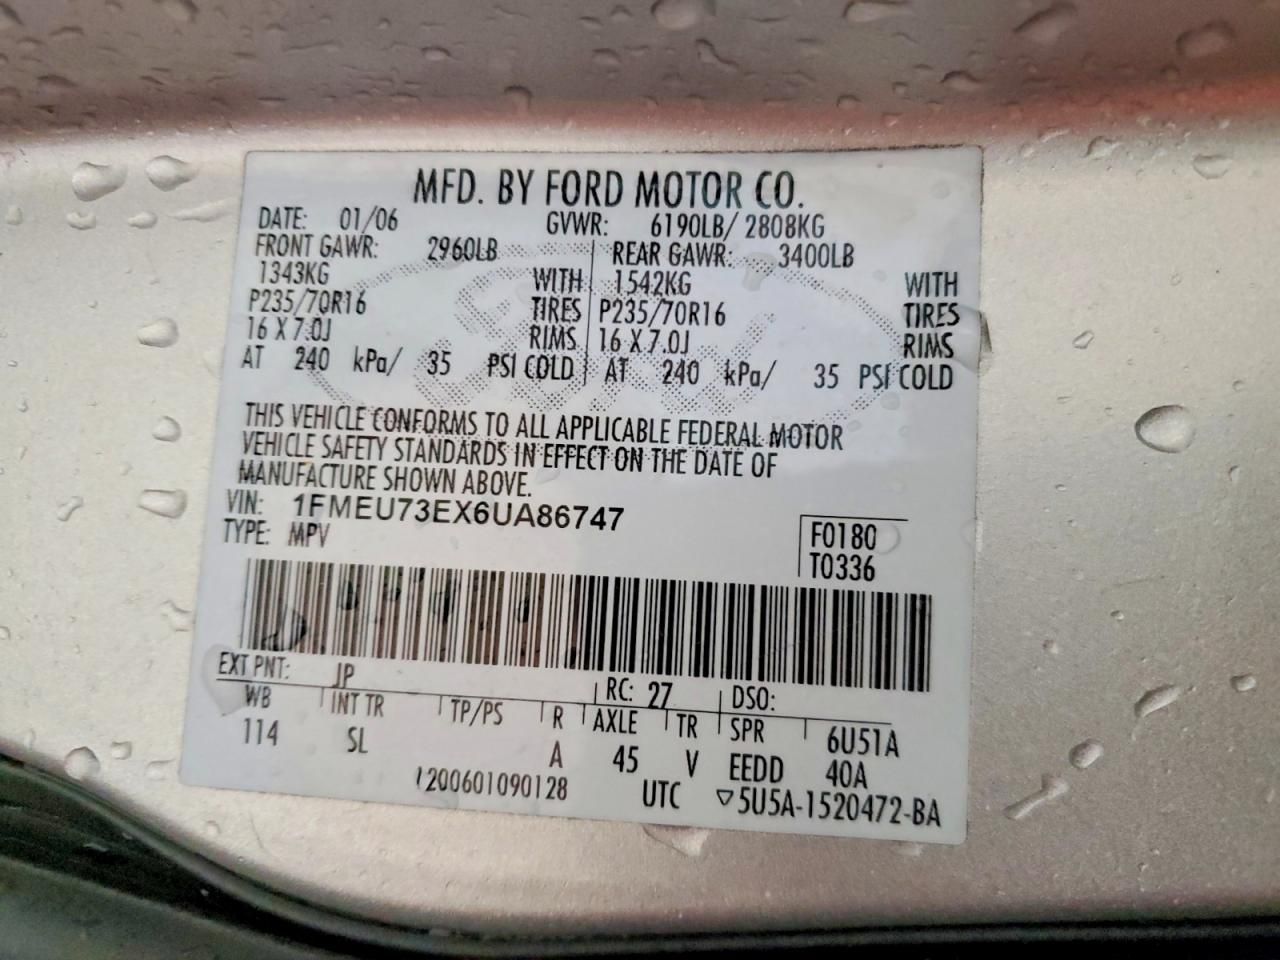 MFD. BY FORD MOTOR CO.
DATE: 01/06 GVWR: 6190LB/ 2808KG
FRONT GAWR: 2960LB REAR GAWR: 3400LB
1343KG WITH 1542KG WITH
P235/70R16 TIRES P235/70R16 TIRES
16 X 7.0J RIMS 16 X 7.0J RIMS
AT 240 kPa/ 35 PSI COLD AT 240 kPa/ 35 PSI COLD
THIS VEHICLE CONFORMS TO ALL APPLICABLE FEDERAL MOTOR
VEHICLE SAFETY STANDARDS IN EFFECT ON THE DATE OF
MANUFACTURE SHOWN ABOVE.
VIN: 1FMEU73EX6UA86747
TYPE: MPV
F0180
T0336
EXT PNT: JP RC: 27 DSO:
WB INT TR TP/PS R AXLE TR SPR 6U51A
114 SL A 45 V EEDD 40A
1200601090128 UTC ▽5U5A-1520472-BA